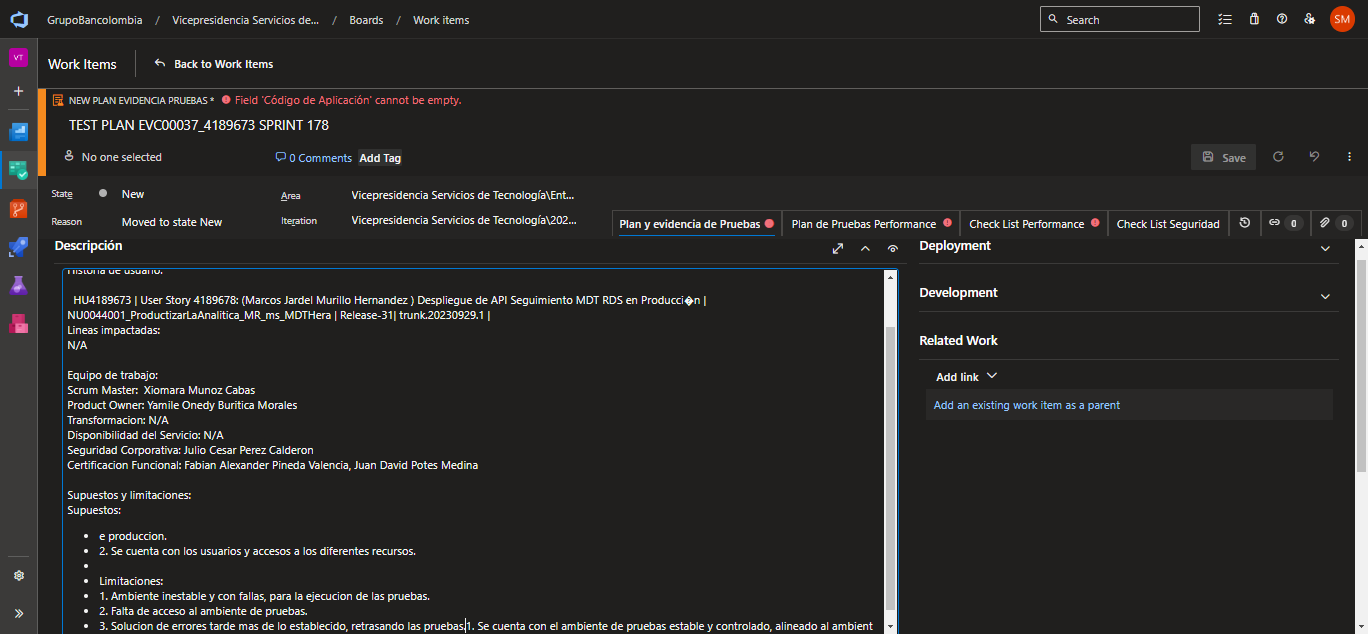 GrupoBancolombia / Vicepresidencia Servicios de... / Boards / Work items
Search
SM
VT
Work Items
Back to Work Items
NEW PLAN EVIDENCIA PRUEBAS * Field 'Código de Aplicación' cannot be empty.
TEST PLAN EVC00037_4189673 SPRINT 178
No one selected
0 Comments
Add Tag
Save
State
New
Area
Vicepresidencia Servicios de Tecnología\Ent...
Reason
Moved to state New
Iteration
Vicepresidencia Servicios de Tecnología\202...
Plan y evidencia de Pruebas
Plan de Pruebas Performance
Check List Performance
Check List Seguridad
0
0
Descripción
Historia de usuario:
HU4189673 | User Story 4189678: (Marcos Jardel Murillo Hernandez ) Despliegue de API Seguimiento MDT RDS en Producci�n |
NU0044001_ProductizarLaAnalitica_MR_ms_MDTHera | Release-31| trunk.20230929.1 |
Lineas impactadas:
N/A
Equipo de trabajo:
Scrum Master: Xiomara Munoz Cabas
Product Owner: Yamile Onedy Buritica Morales
Transformacion: N/A
Disponibilidad del Servicio: N/A
Seguridad Corporativa: Julio Cesar Perez Calderon
Certificacion Funcional: Fabian Alexander Pineda Valencia, Juan David Potes Medina
Supuestos y limitaciones:
Supuestos:
• e produccion.
• 2. Se cuenta con los usuarios y accesos a los diferentes recursos.
•
• Limitaciones:
• 1. Ambiente inestable y con fallas, para la ejecucion de las pruebas.
• 2. Falta de acceso al ambiente de pruebas.
• 3. Solucion de errores tarde mas de lo establecido, retrasando las pruebas.1. Se cuenta con el ambiente de pruebas estable y controlado, alineado al ambient
Deployment
Development
Related Work
Add link
Add an existing work item as a parent